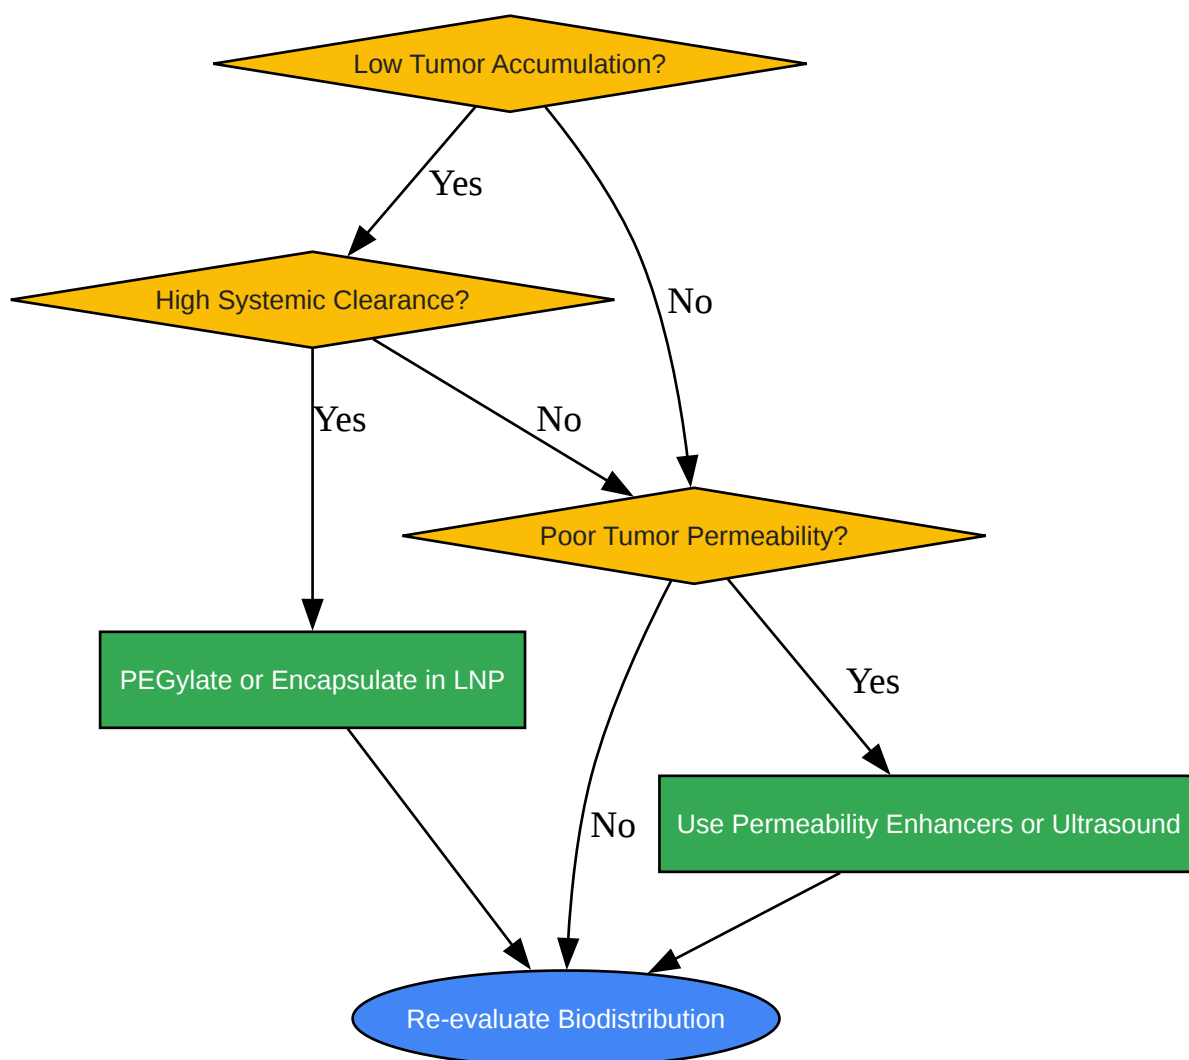 Low Tumor Accumulation?
Yes
High Systemic Clearance?
No
Yes
No
Poor Tumor Permeability?
PEGylate or Encapsulate in LNP
Yes
No
Use Permeability Enhancers or Ultrasound
Re-evaluate Biodistribution